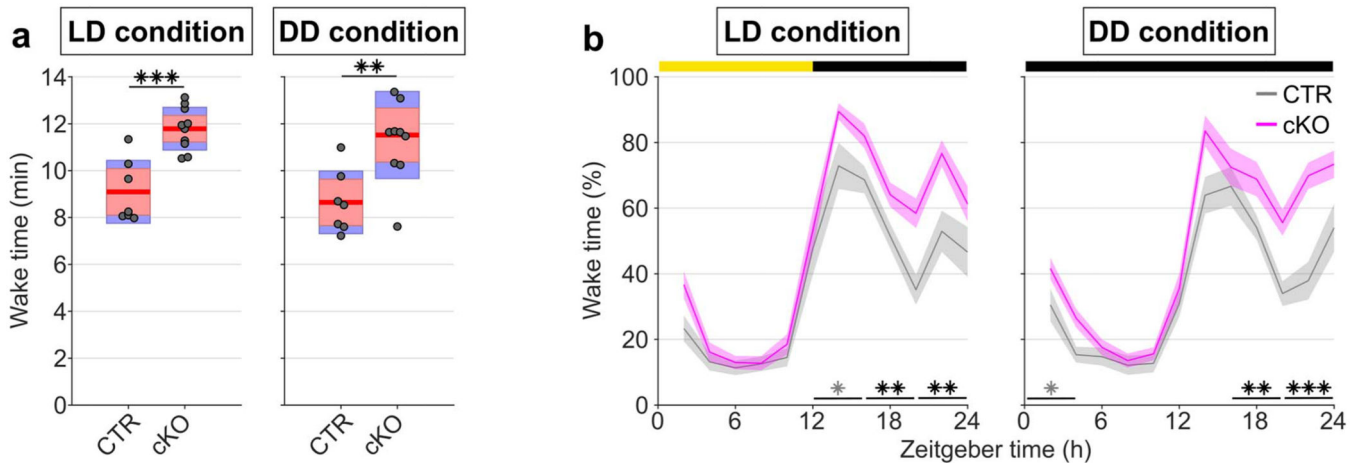 a
LD condition
DD condition
Wake time (min)
14
12
10
8
6
4
2
0
***
**
CTR
cKO
CTR
cKO
b
LD condition
DD condition
Wake time (%)
100
80
60
40
20
0
CTR
cKO
* ** **
* ** ***
0 6 12 18 24
0 6 12 18 24
Zeitgeber time (h)